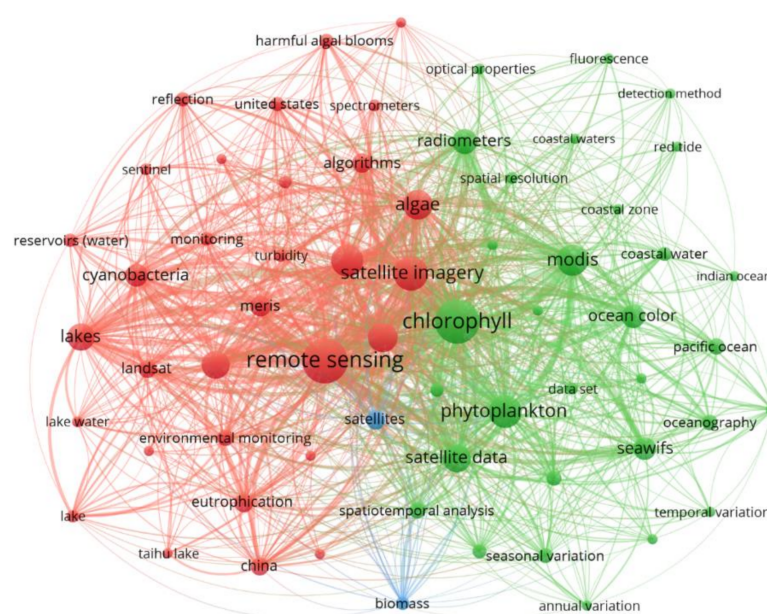 harmful algal blooms
fluorescence
optical properties
detection method
reflection
united states
spectrometers
radiometers
coastal waters
red tide
algorithms
sentinel
spatial resolution
algae
coastal zone
reservoirs (water)
monitoring
turbidity
coastal water
modis
cyanobacteria
satellite imagery
indian ocean
meris
chlorophyll
ocean color
lakes
pacific ocean
remote sensing
landsat
data set
phytoplankton
lake water
satellites
oceanography
environmental monitoring
satellite data
seawifs
eutrophication
spatiotemporal analysis
temporal variation
lake
taihu lake
china
seasonal variation
biomass
annual variation